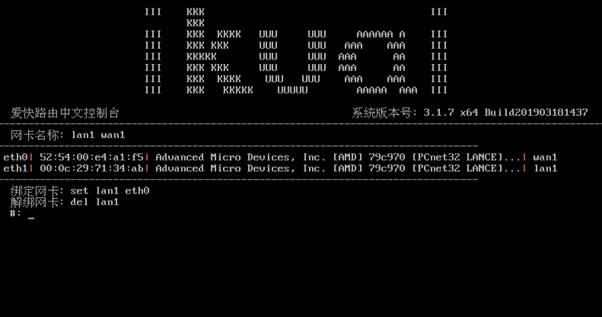 III KKK III
KKK
III KKK KKKK UUU UUU AAAAAA A III
III KKK KKK UUU UUU AAA AAA III
III KKKKK UUU UUU AAA AAA III
III KKK KKK UUU UUU AAA AA III
III KKK KKKK UUU UUU AAA AAA III
III KKK KKKKK UUUUU AAAAA AAA III
爱快路由中文控制台 系统版本号: 3.1.7 x64 Build201903181437
网卡名称: lan1 wan1
eth0| 52:54:00:e4:a1:f5| Advanced Micro Devices, Inc. [AMD] 79c970 [PCnet32 LANCE]...| wan1
eth1| 00:0c:29:71:34:ab| Advanced Micro Devices, Inc. [AMD] 79c970 [PCnet32 LANCE]...| lan1
绑定网卡: set lan1 eth0
解绑网卡: del lan1
#: _